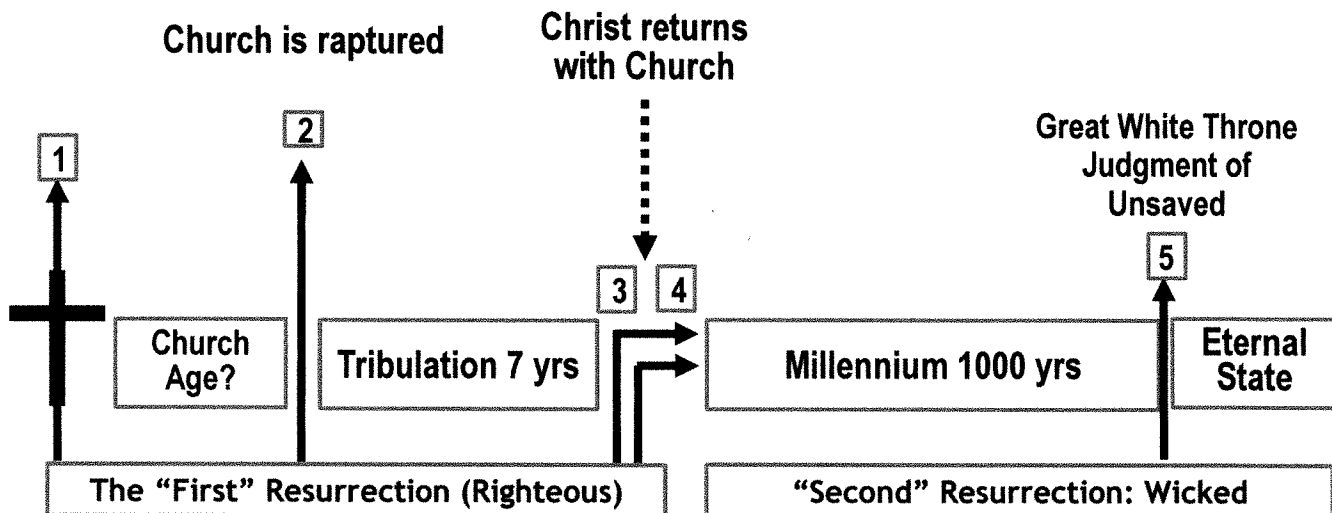 Church is raptured
Christ returns
with Church
1
2
Great White Throne
Judgment of
Unsaved
3
4
5
Church
Age?
Tribulation 7 yrs
Millennium 1000 yrs
Eternal
State
The “First” Resurrection (Righteous)
“Second” Resurrection: Wicked